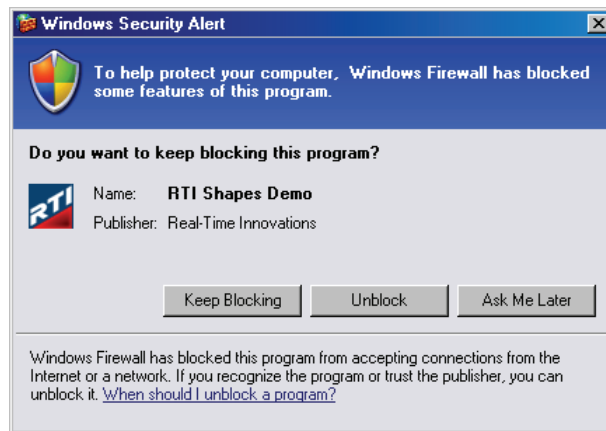 Windows Security Alert
To help protect your computer, Windows Firewall has blocked
some features of this program.
Do you want to keep blocking this program?
RTI
Name: RTI Shapes Demo
Publisher: Real-Time Innovations
Keep Blocking Unblock Ask Me Later
Windows Firewall has blocked this program from accepting connections from the
Internet or a network. If you recognize the program or trust the publisher, you can
unblock it. When should I unblock a program?